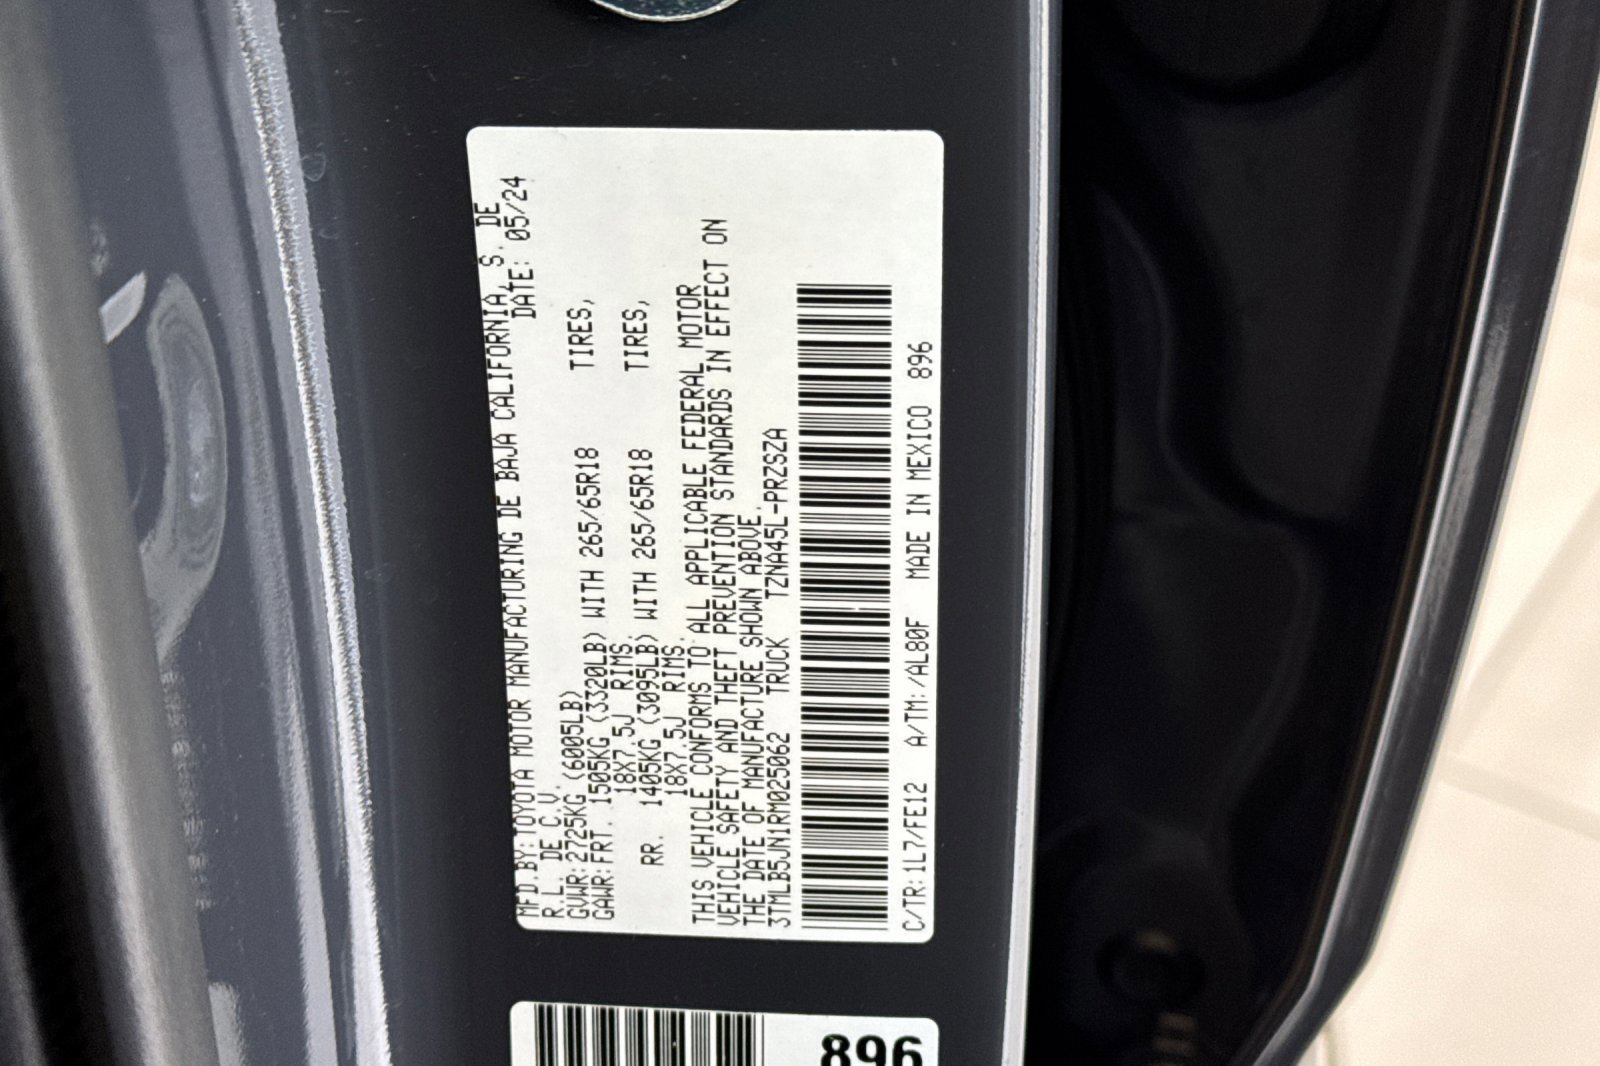 MFD.BY:TOYOTA MOTOR MANUFACTURING DE BAJA CALIFORNIA, S. DE
R.L. DE C.V. DATE: 05/24
GVWR:2725KG (6005LB)
GAWR:FRT. 1505KG (3320LB) WITH 265/65R18 TIRES,
18X7.5J RIMS.
RR. 1405KG (3095LB) WITH 265/65R18 TIRES,
18X7.5J RIMS.
THIS VEHICLE CONFORMS TO ALL APPLICABLE FEDERAL MOTOR
VEHICLE SAFETY AND THEFT PREVENTION STANDARDS IN EFFECT ON
THE DATE OF MANUFACTURE SHOWN ABOVE.
3TMLB5JN1RM025062 TRUCK TZNA45L-PRZSZA
C/TR:1L7/FE12 A/TM:/AL80F MADE IN MEXICO 896
896